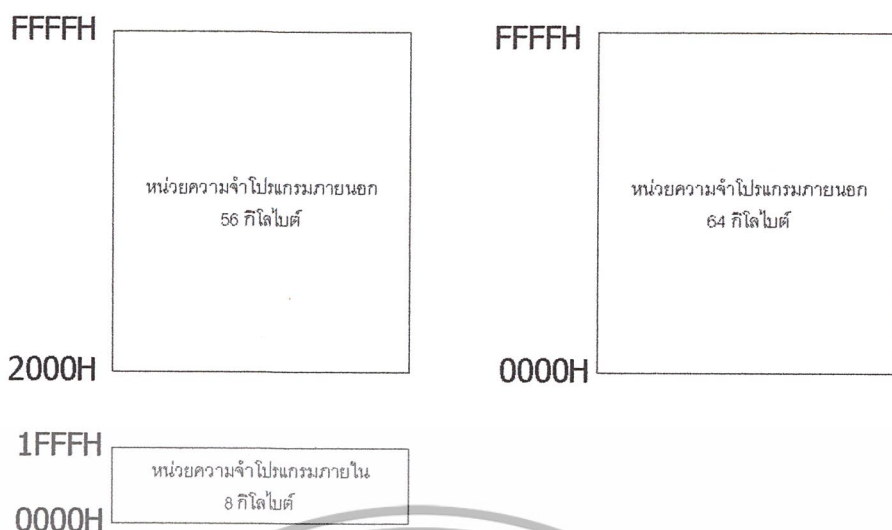 FFFFH
หน่วยความจำโปรแกรมภายนอก
56 กิโลไบต์
2000H
1FFFH
หน่วยความจำโปรแกรมภายใน
8 กิโลไบต์
0000H
FFFFH
หน่วยความจำโปรแกรมภายนอก
64 กิโลไบต์
0000H